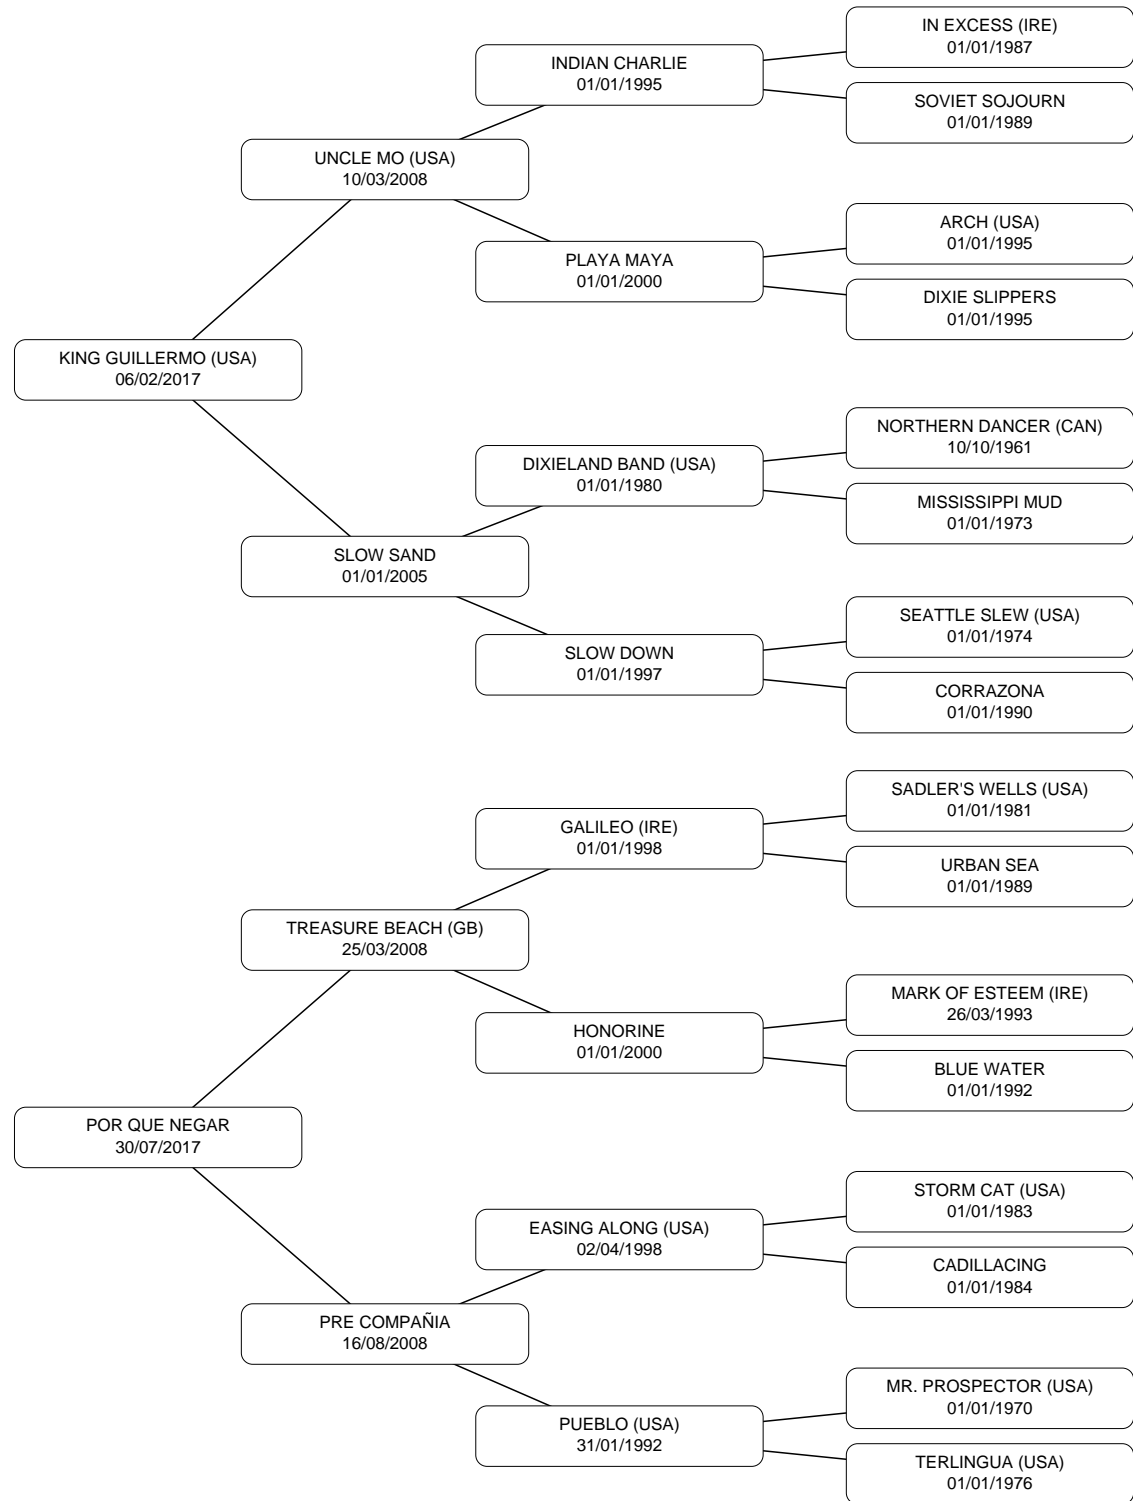 IN EXCESS (IRE)
01/01/1987
INDIAN CHARLIE
01/01/1995
SOVIET SOJOURN
01/01/1989
UNCLE MO (USA)
10/03/2008
ARCH (USA)
01/01/1995
PLAYA MAYA
01/01/2000
DIXIE SLIPPERS
01/01/1995
KING GUILLERMO (USA)
06/02/2017
NORTHERN DANCER (CAN)
10/10/1961
DIXIELAND BAND (USA)
01/01/1980
MISSISSIPPI MUD
01/01/1973
SLOW SAND
01/01/2005
SEATTLE SLEW (USA)
01/01/1974
SLOW DOWN
01/01/1997
CORRAZONA
01/01/1990
SADLER'S WELLS (USA)
01/01/1981
GALILEO (IRE)
01/01/1998
URBAN SEA
01/01/1989
TREASURE BEACH (GB)
25/03/2008
MARK OF ESTEEM (IRE)
26/03/1993
HONORINE
01/01/2000
BLUE WATER
01/01/1992
POR QUE NEGAR
30/07/2017
STORM CAT (USA)
01/01/1983
EASING ALONG (USA)
02/04/1998
CADILLACING
01/01/1984
PRE COMPAÑIA
16/08/2008
MR. PROSPECTOR (USA)
01/01/1970
PUEBLO (USA)
31/01/1992
TERLINGUA (USA)
01/01/1976